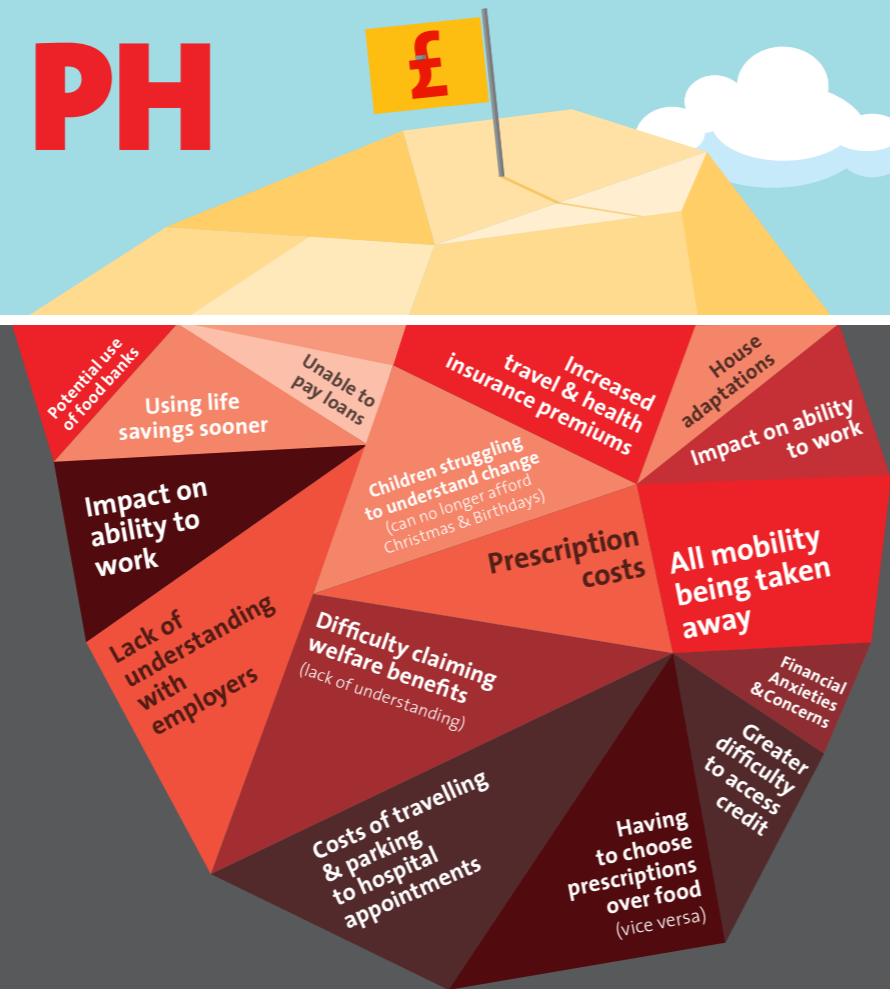 PH
£
Potential use
of food banks
Using life
savings sooner
Unable to
pay loans
Increased
travel & health
insurance premiums
House
adaptations
Impact on ability
to work
Impact on
ability to
work
Children struggling
to understand change
(can no longer afford
Christmas & Birthdays)
Prescription
costs
All mobility
being taken
away
Lack of
understanding
with
employers
Difficulty claiming
welfare benefits
(lack of understanding)
Financial
Anxieties
&Concerns
Greater
difficulty
to access
credit
Costs of travelling
& parking
to hospital
appointments
Having
to choose
prescriptions
over food
(vice versa)